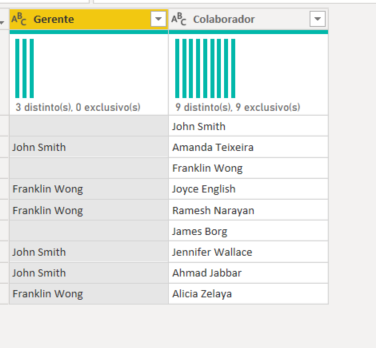 ABC Gerente ABC Colaborador
3 distinto(s), 0 exclusivo(s) 9 distinto(s), 9 exclusivo(s)
John Smith
John Smith Amanda Teixeira
Franklin Wong
Franklin Wong Joyce English
Franklin Wong Ramesh Narayan
James Borg
John Smith Jennifer Wallace
John Smith Ahmad Jabbar
Franklin Wong Alicia Zelaya